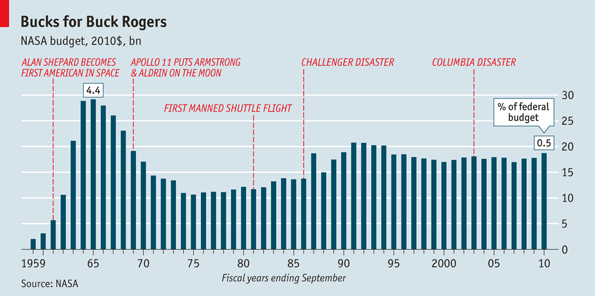 Bucks for Buck Rogers
NASA budget, 2010$, bn
ALAN SHEPARD BECOMES
FIRST AMERICAN IN SPACE
APOLLO 11 PUTS ARMSTRONG
& ALDRIN ON THE MOON
CHALLENGER DISASTER
COLUMBIA DISASTER
FIRST MANNED SHUTTLE FLIGHT
4.4
% of federal
budget
0.5
30
25
20
15
10
5
0
1959 65 70 75 80 85 90 95 2000 05 10
Fiscal years ending September
Source: NASA